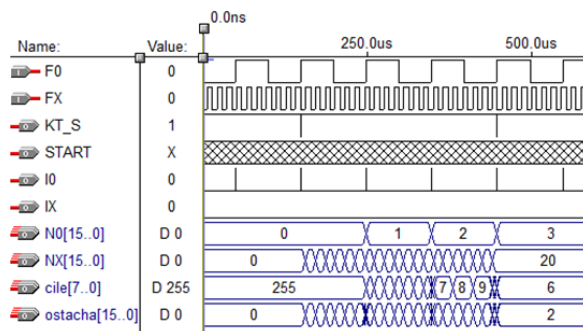 0.0ns
Name: Value: 250.0us 500.0us
F0 0
FX 0
KT_S 1
START X
I0 0
IX 0
N0[15..0] D 0 0 1 2 3
NX[15..0] D 0 0 20
cile[7..0] D 255 255 7 8 9 6
ostacha[15..0] D 0 0 2